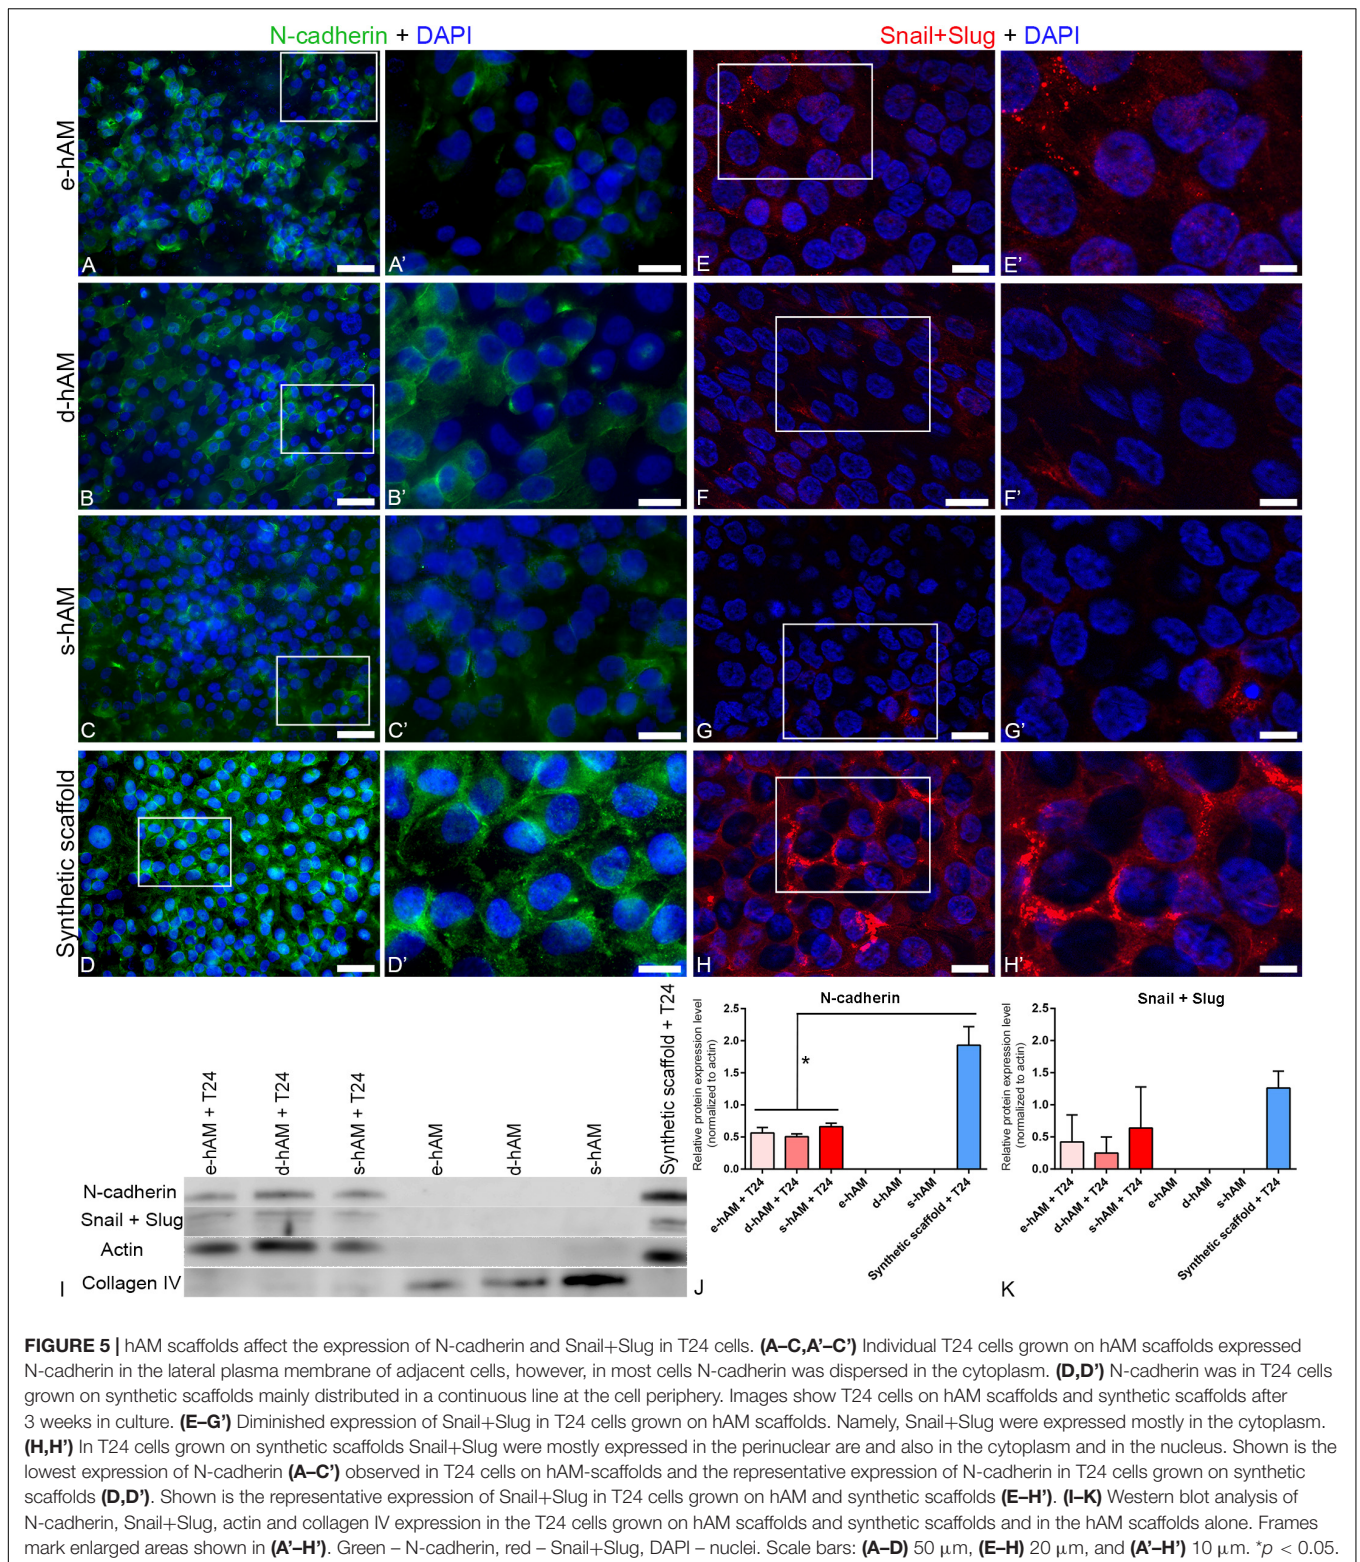 N-cadherin + DAPI
Snail+Slug + DAPI
e-hAM
A
A'
E
E'
d-hAM
B
B'
F
F'
s-hAM
C
C'
G
G'
Synthetic scaffold
D
D'
H
H'
e-hAM + T24
d-hAM + T24
s-hAM + T24
e-hAM
d-hAM
s-hAM
Synthetic scaffold + T24
N-cadherin
Snail + Slug
Actin
Collagen IV
I
N-cadherin
Relative protein expression level
(normalized to actin)
2.5
2.0
1.5
1.0
0.5
0.0
*
e-hAM + T24
d-hAM + T24
s-hAM + T24
e-hAM
d-hAM
s-hAM
Synthetic scaffold + T24
J
Snail + Slug
Relative protein expression level
(normalized to actin)
2.5
2.0
1.5
1.0
0.5
0.0
e-hAM + T24
d-hAM + T24
s-hAM + T24
e-hAM
d-hAM
s-hAM
Synthetic scaffold + T24
K
FIGURE 5 | hAM scaffolds affect the expression of N-cadherin and Snail+Slug in T24 cells. (A–C,A'–C') Individual T24 cells grown on hAM scaffolds expressed
N-cadherin in the lateral plasma membrane of adjacent cells, however, in most cells N-cadherin was dispersed in the cytoplasm. (D,D') N-cadherin was in T24 cells
grown on synthetic scaffolds mainly distributed in a continuous line at the cell periphery. Images show T24 cells on hAM scaffolds and synthetic scaffolds after
3 weeks in culture. (E–G') Diminished expression of Snail+Slug in T24 cells grown on hAM scaffolds. Namely, Snail+Slug were expressed mostly in the cytoplasm.
(H,H') In T24 cells grown on synthetic scaffolds Snail+Slug were mostly expressed in the perinuclear are and also in the cytoplasm and in the nucleus. Shown is the
lowest expression of N-cadherin (A–C') observed in T24 cells on hAM-scaffolds and the representative expression of N-cadherin in T24 cells grown on synthetic
scaffolds (D,D'). Shown is the representative expression of Snail+Slug in T24 cells grown on hAM and synthetic scaffolds (E–H'). (I–K) Western blot analysis of
N-cadherin, Snail+Slug, actin and collagen IV expression in the T24 cells grown on hAM scaffolds and synthetic scaffolds and in the hAM scaffolds alone. Frames
mark enlarged areas shown in (A'–H'). Green – N-cadherin, red – Snail+Slug, DAPI – nuclei. Scale bars: (A–D) 50 μm, (E–H) 20 μm, and (A'–H') 10 μm. *p < 0.05.